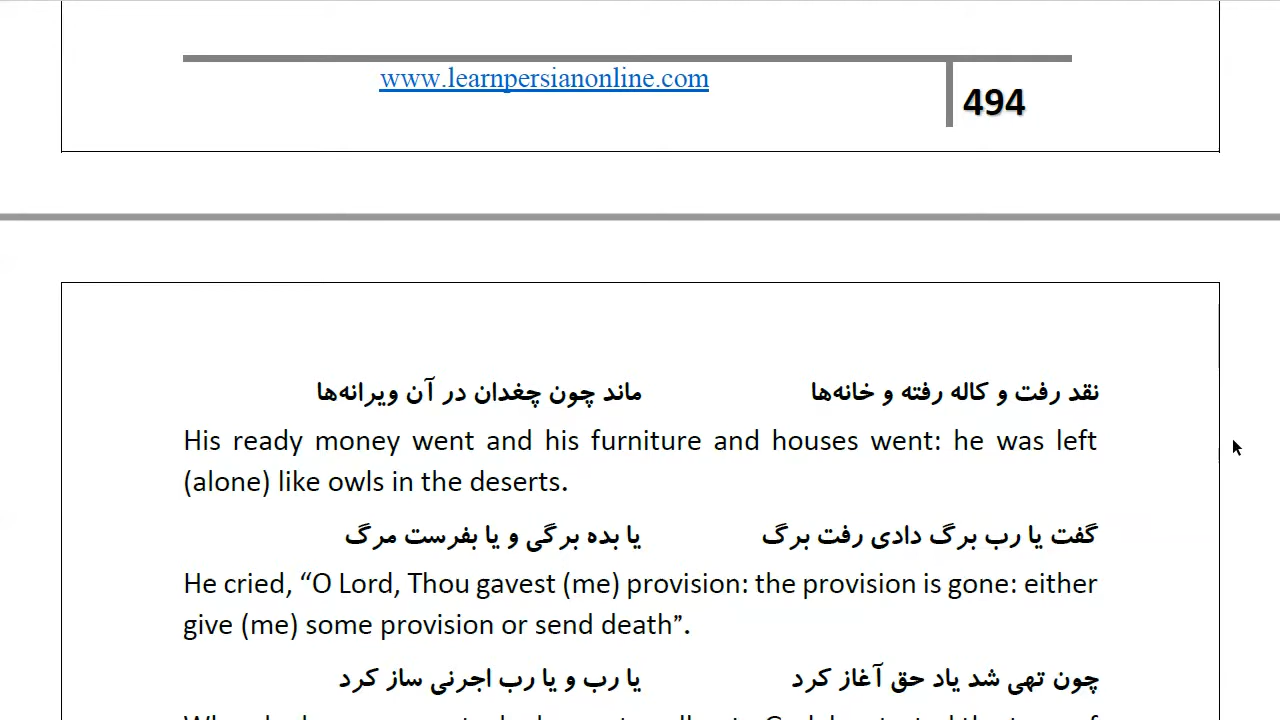 www.learnpersianonline.com
494
نقد رفت و کاله رفته و خانه‌ها ماند چون چغدان در آن ویرانه‌ها
His ready money went and his furniture and houses went: he was left
(alone) like owls in the deserts.
گفت یا رب برگ دادی رفت برگ یا بده برگی و یا بفرست مرگ
He cried, “O Lord, Thou gavest (me) provision: the provision is gone: either
give (me) some provision or send death”.
چون تهی شد یاد حق آغاز کرد یا رب و یا رب اجرنی ساز کرد